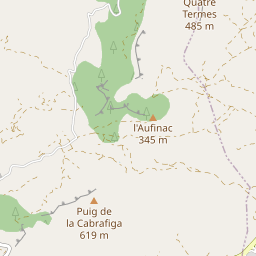 Quatre
Termes
485 m
l'Aufinac
345 m
Puig de
la Cabrafiga
619 m